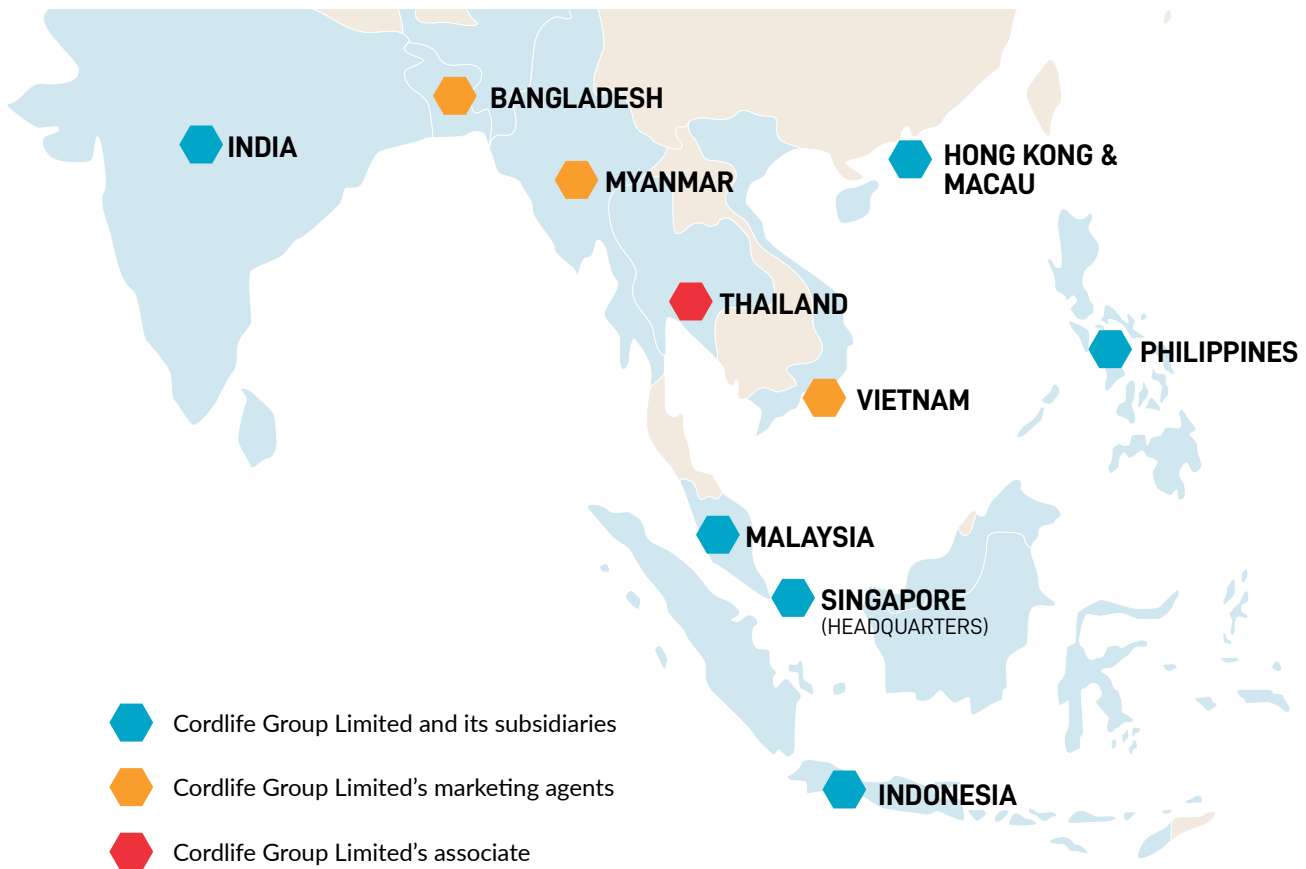 BANGLADESH
INDIA
HONG KONG &
MACAU
MYANMAR
THAILAND
PHILIPPINES
VIETNAM
MALAYSIA
SINGAPORE
(HEADQUARTERS)
Cordlife Group Limited and its subsidiaries
Cordlife Group Limited's marketing agents
INDONESIA
Cordlife Group Limited's associate